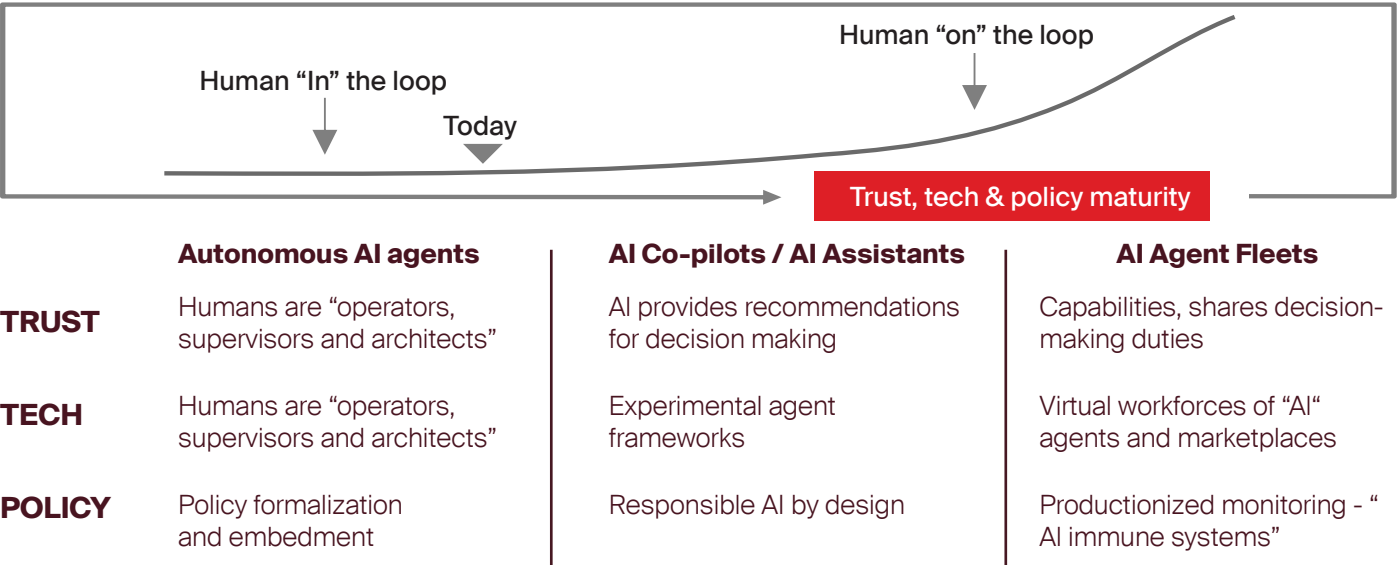 Human “on” the loop
Human “In” the loop
Today
Trust, tech & policy maturity
Autonomous AI agents
AI Co-pilots / AI Assistants
AI Agent Fleets
TRUST
Humans are “operators,
supervisors and architects”
AI provides recommendations
for decision making
Capabilities, shares decision-
making duties
TECH
Humans are “operators,
supervisors and architects”
Experimental agent
frameworks
Virtual workforces of “AI“
agents and marketplaces
POLICY
Policy formalization
and embedment
Responsible AI by design
Productionized monitoring - “
AI immune systems”